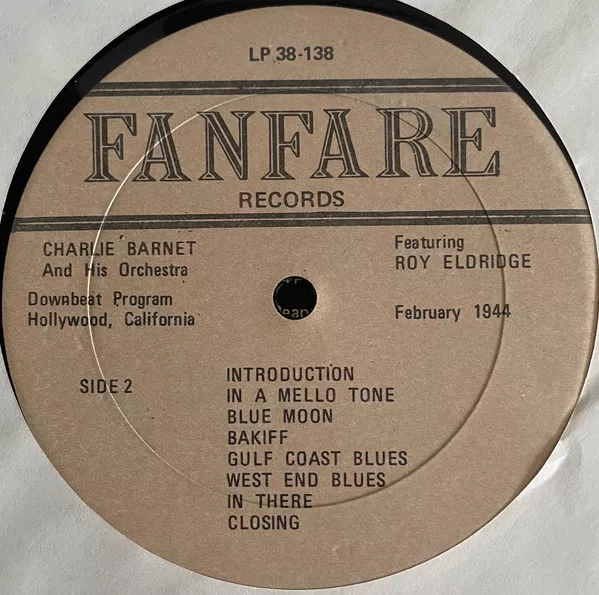 LP 38-138
FANFARE
RECORDS
CHARLIE BARNET
And His Orchestra
Downbeat Program
Hollywood, California
Featuring
ROY ELDRIDGE
February 1944
SIDE 2
INTRODUCTION
IN A MELLO TONE
BLUE MOON
BAKIFF
GULF COAST BLUES
WEST END BLUES
IN THERE
CLOSING